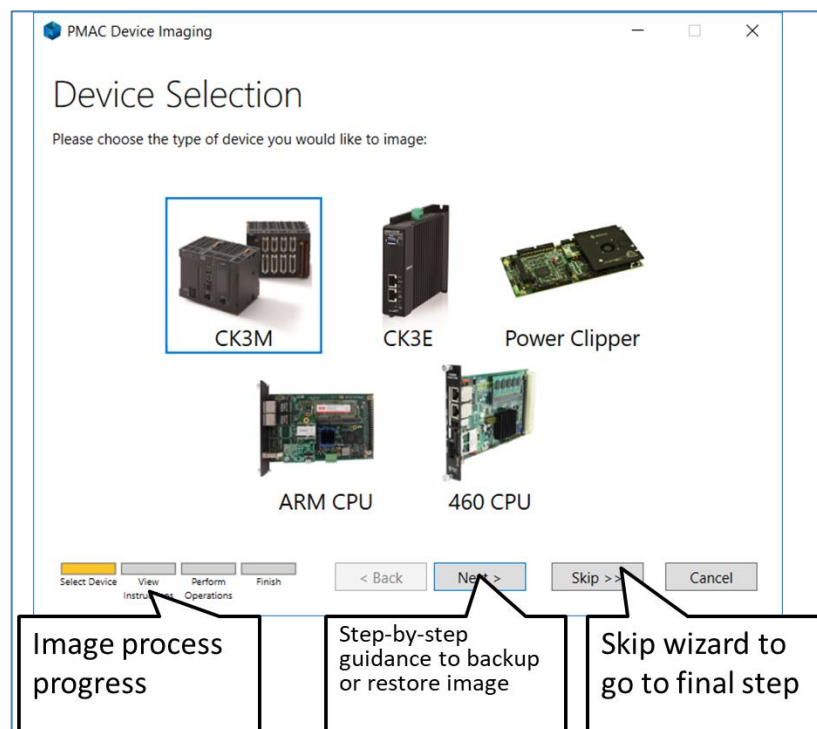 PMAC Device Imaging
Device Selection
Please choose the type of device you would like to image:
CK3M
CK3E
Power Clipper
ARM CPU
460 CPU
Select Device
View
Perform
Operations
Finish
< Back
Skip >>
Cancel
Image process
progress
Step-by-step
guidance to backup
or restore image
Skip wizard to
go to final step